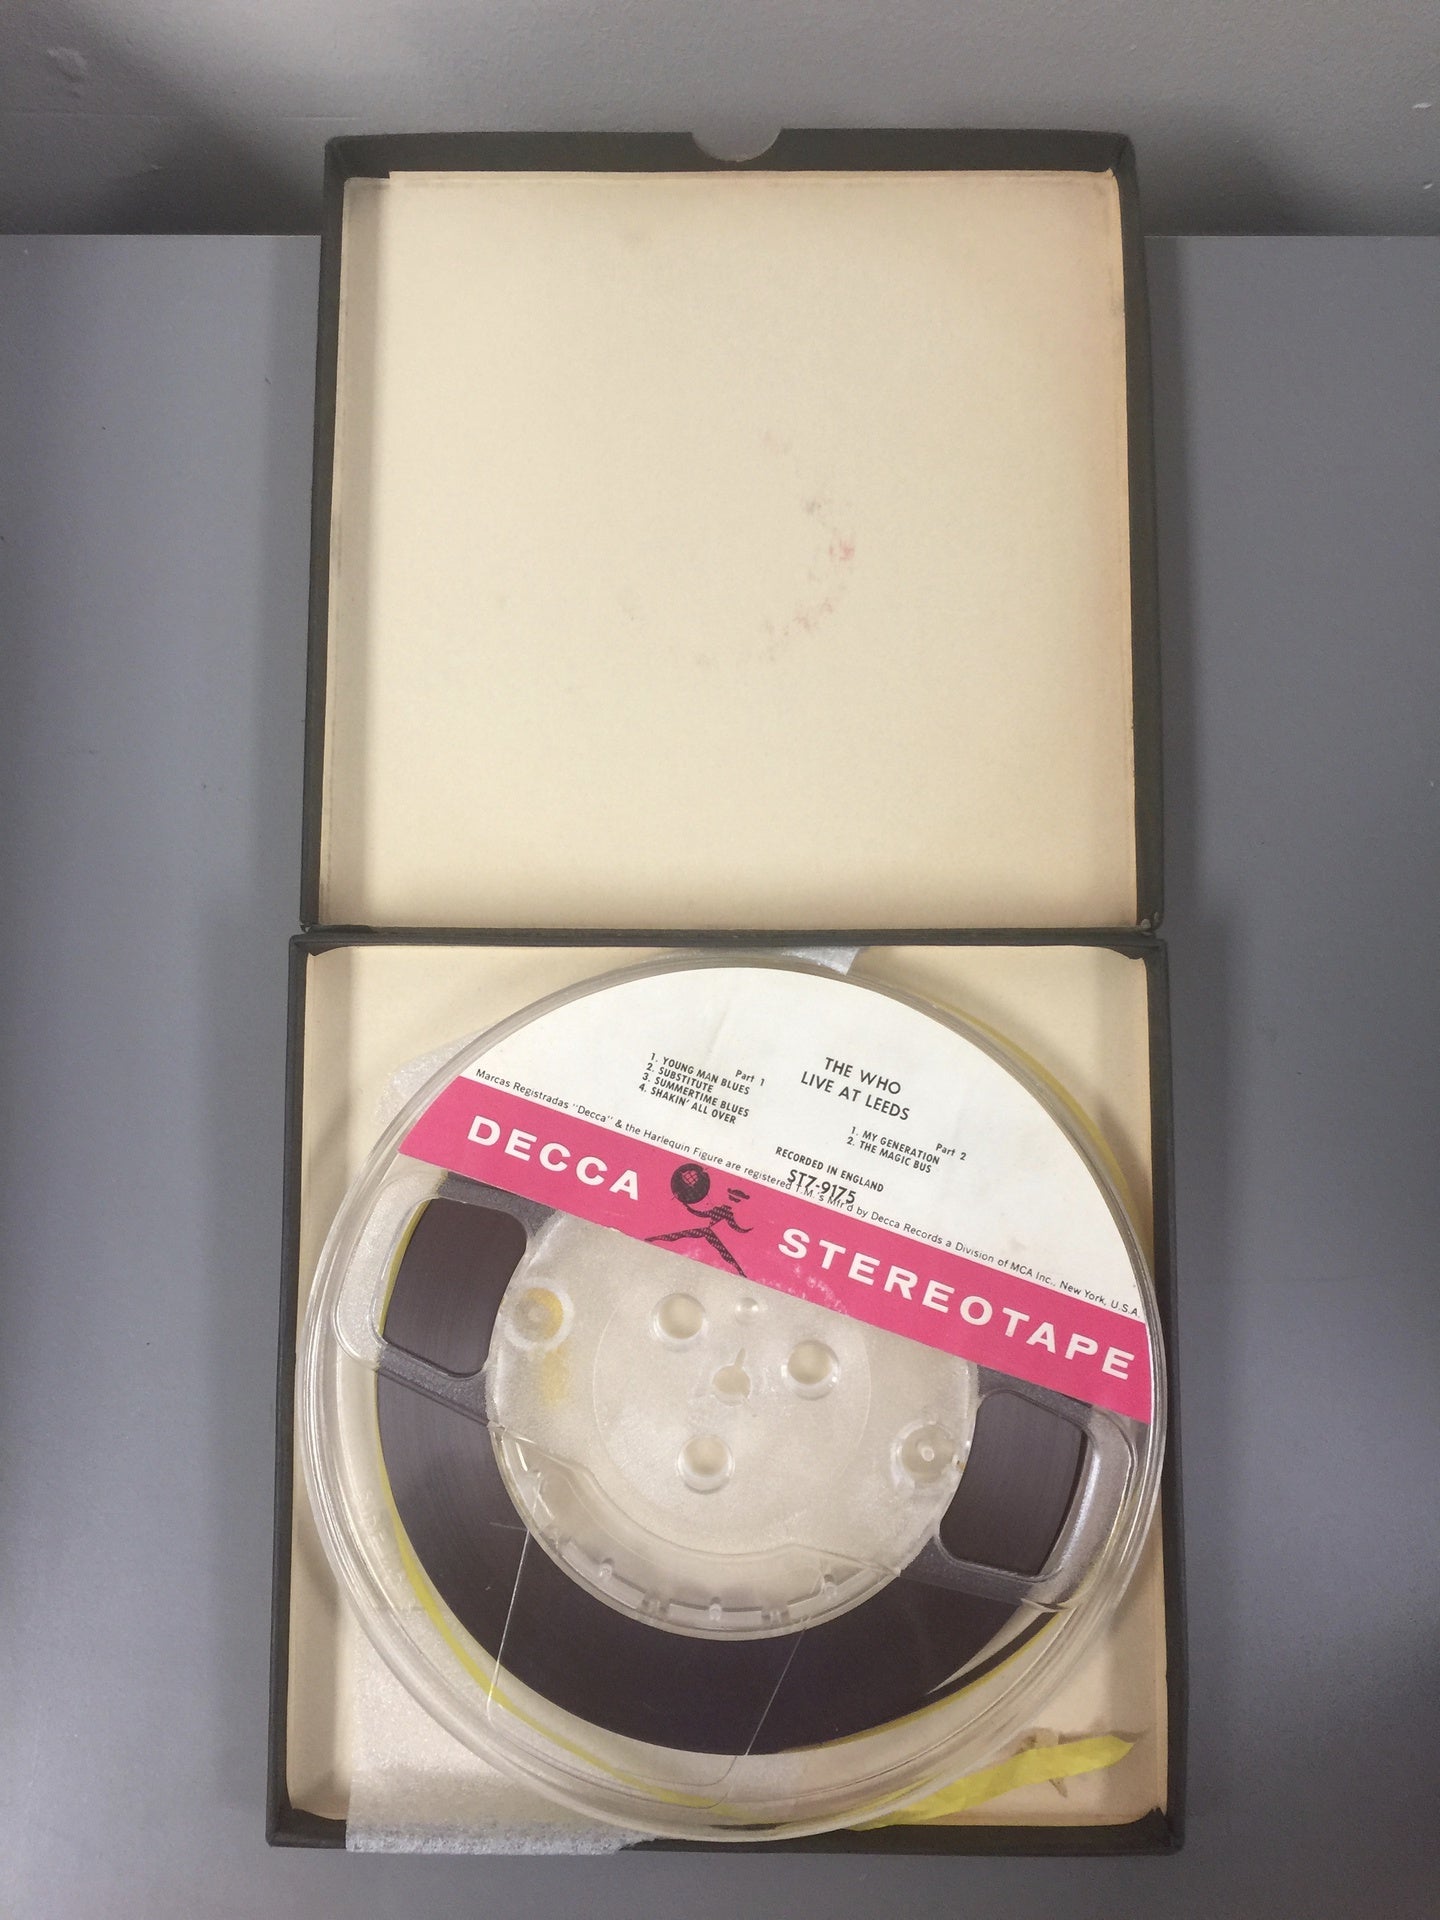 THE WHO
LIVE AT LEEDS
Part 1
1. YOUNG MAN BLUES
2. SUBSTITUTE
3. SUMMERTIME BLUES
4. SHAKIN' ALL OVER
Part 2
1. MY GENERATION
2. THE MAGIC BUS
RECORDED IN ENGLAND
ST7-9175
Marcas Registradas "Decca" & the Harlequin Figure are registered T.M.'s Mfr'd by Decca Records a Division of MCA Inc., New York, U.S.A.
DECCA STEREOTAPE